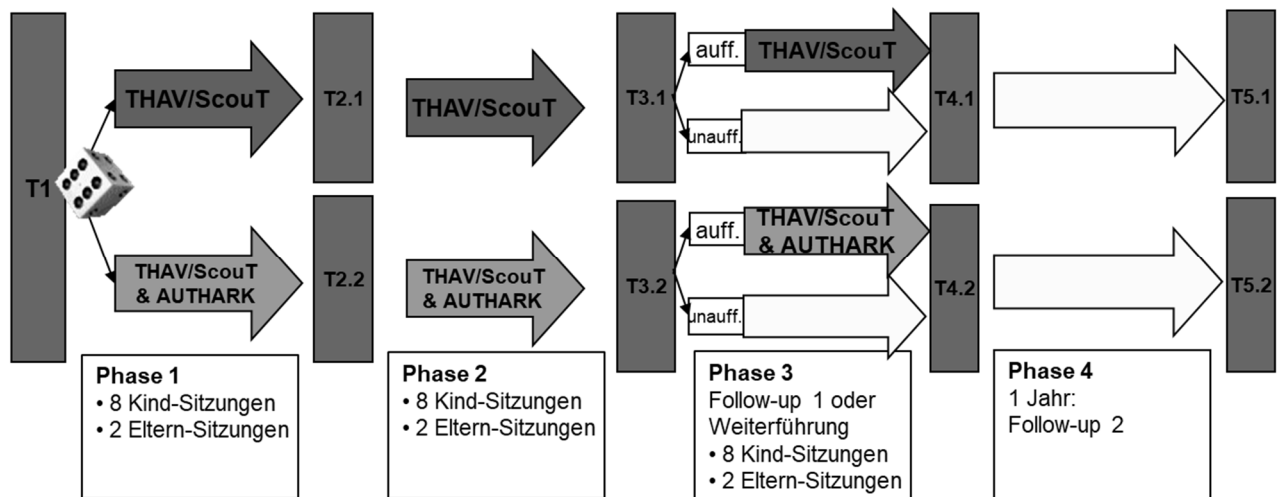 T1
THAV/ScouT
THAV/ScouT
& AUTHARK
T2.1
T2.2
THAV/ScouT
THAV/ScouT
& AUTHARK
T3.1
T3.2
auff.
THAV/ScouT
unauff.
auff.
THAV/ScouT
& AUTHARK
unauff.
T4.1
T4.2
T5.1
T5.2
Phase 1
• 8 Kind-Sitzungen
• 2 Eltern-Sitzungen
Phase 2
• 8 Kind-Sitzungen
• 2 Eltern-Sitzungen
Phase 3
Follow-up 1 oder
Weiterführung
• 8 Kind-Sitzungen
• 2 Eltern-Sitzungen
Phase 4
1 Jahr:
Follow-up 2